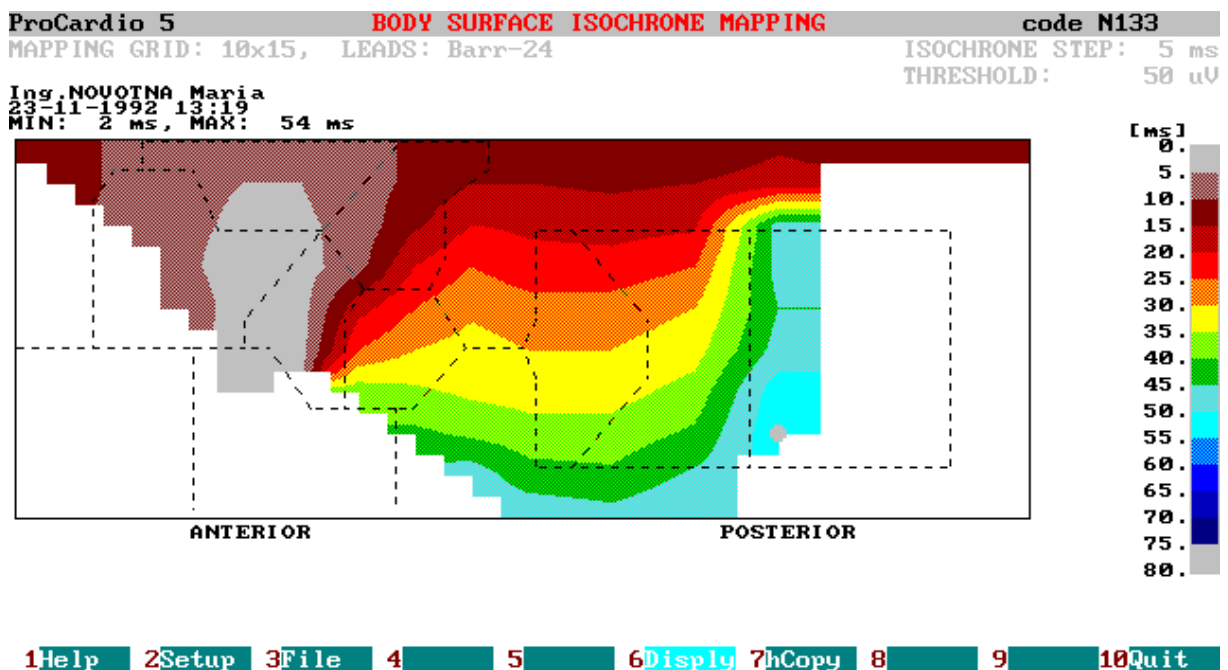 ProCardio 5 BODY SURFACE ISOCHRONE MAPPING code N133
MAPPING GRID: 10x15, LEADS: Barr-24 ISOCHRONE STEP: 5 ms
THRESHOLD: 50 uV
Ing.NOVOTNA Maria
23-11-1992 13:19
MIN: 2 ms, MAX: 54 ms
[ms]
0.
5.
10.
15.
20.
25.
30.
35.
40.
45.
50.
55.
60.
65.
70.
75.
80.
ANTERIOR POSTERIOR
1Help 2Setup 3File 4 5 6Disply 7hCopy 8 9 10Quit